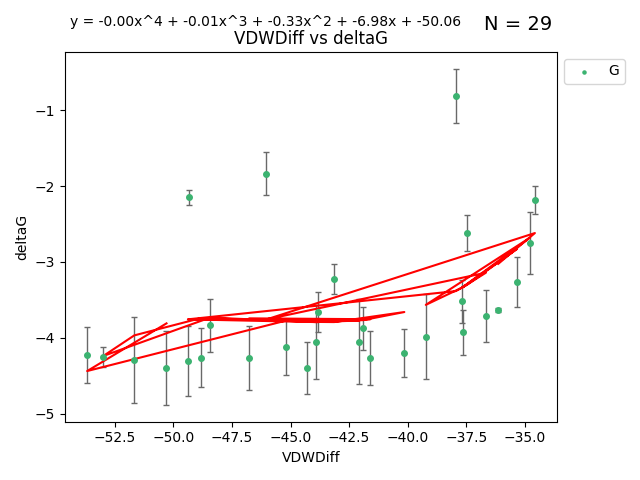 y = -0.00x^4 + -0.01x^3 + -0.33x^2 + -6.98x + -50.06
N = 29
VDWDiff vs deltaG
G
−1
−2
−3
−4
−5
deltaG
−52.5 −50.0 −47.5 −45.0 −42.5 −40.0 −37.5 −35.0
VDWDiff